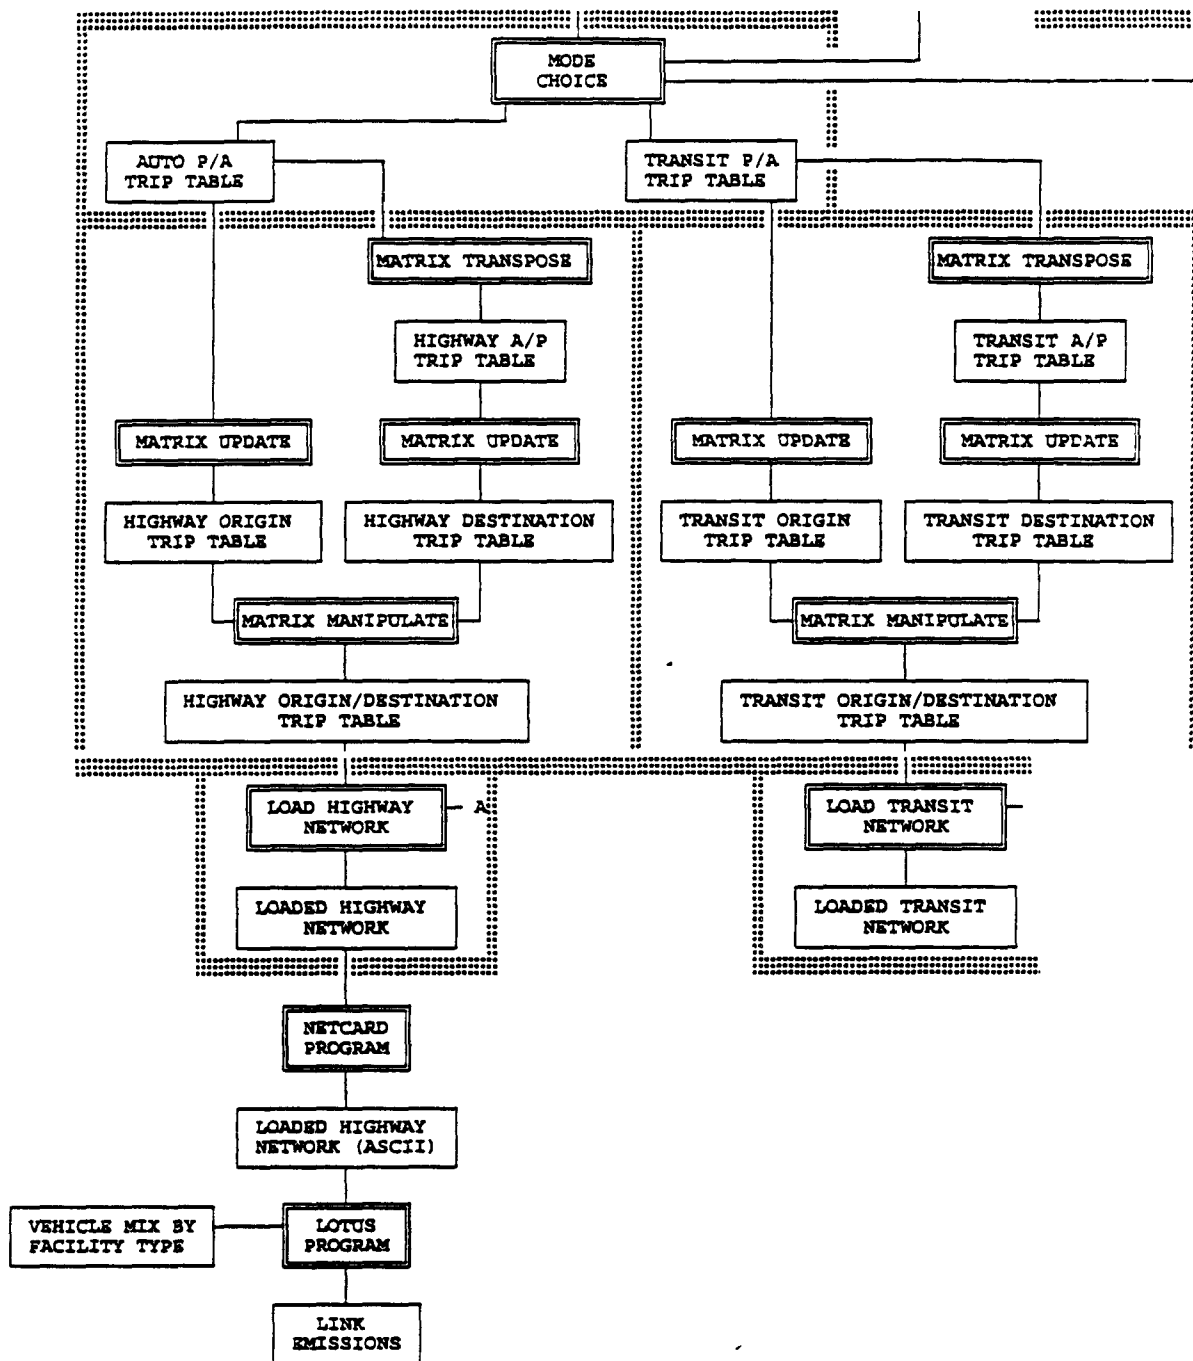 MODE
CHOICE
AUTO P/A
TRIP TABLE
TRANSIT P/A
TRIP TABLE
MATRIX TRANSPOSE
MATRIX TRANSPOSE
HIGHWAY A/P
TRIP TABLE
TRANSIT A/P
TRIP TABLE
MATRIX UPDATE
MATRIX UPDATE
MATRIX UPDATE
MATRIX UPDATE
HIGHWAY ORIGIN
TRIP TABLE
HIGHWAY DESTINATION
TRIP TABLE
TRANSIT ORIGIN
TRIP TABLE
TRANSIT DESTINATION
TRIP TABLE
MATRIX MANIPULATE
MATRIX MANIPULATE
HIGHWAY ORIGIN/DESTINATION
TRIP TABLE
TRANSIT ORIGIN/DESTINATION
TRIP TABLE
LOAD HIGHWAY
NETWORK
A
LOAD TRANSIT
NETWORK
LOADED HIGHWAY
NETWORK
LOADED TRANSIT
NETWORK
NETCARD
PROGRAM
LOADED HIGHWAY
NETWORK (ASCII)
VEHICLE MIX BY
FACILITY TYPE
LOTUS
PROGRAM
LINK
EMISSIONS